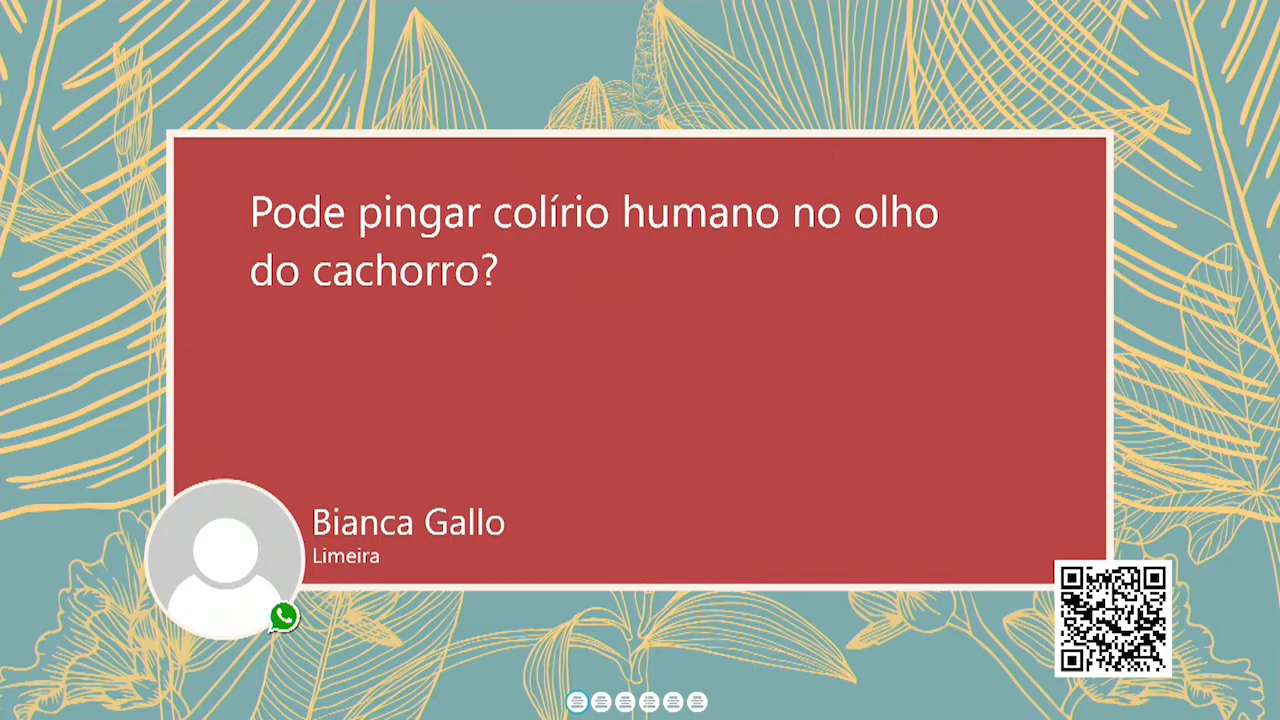 Pode pingar colírio humano no olho
do cachorro?
Bianca Gallo
Limeira